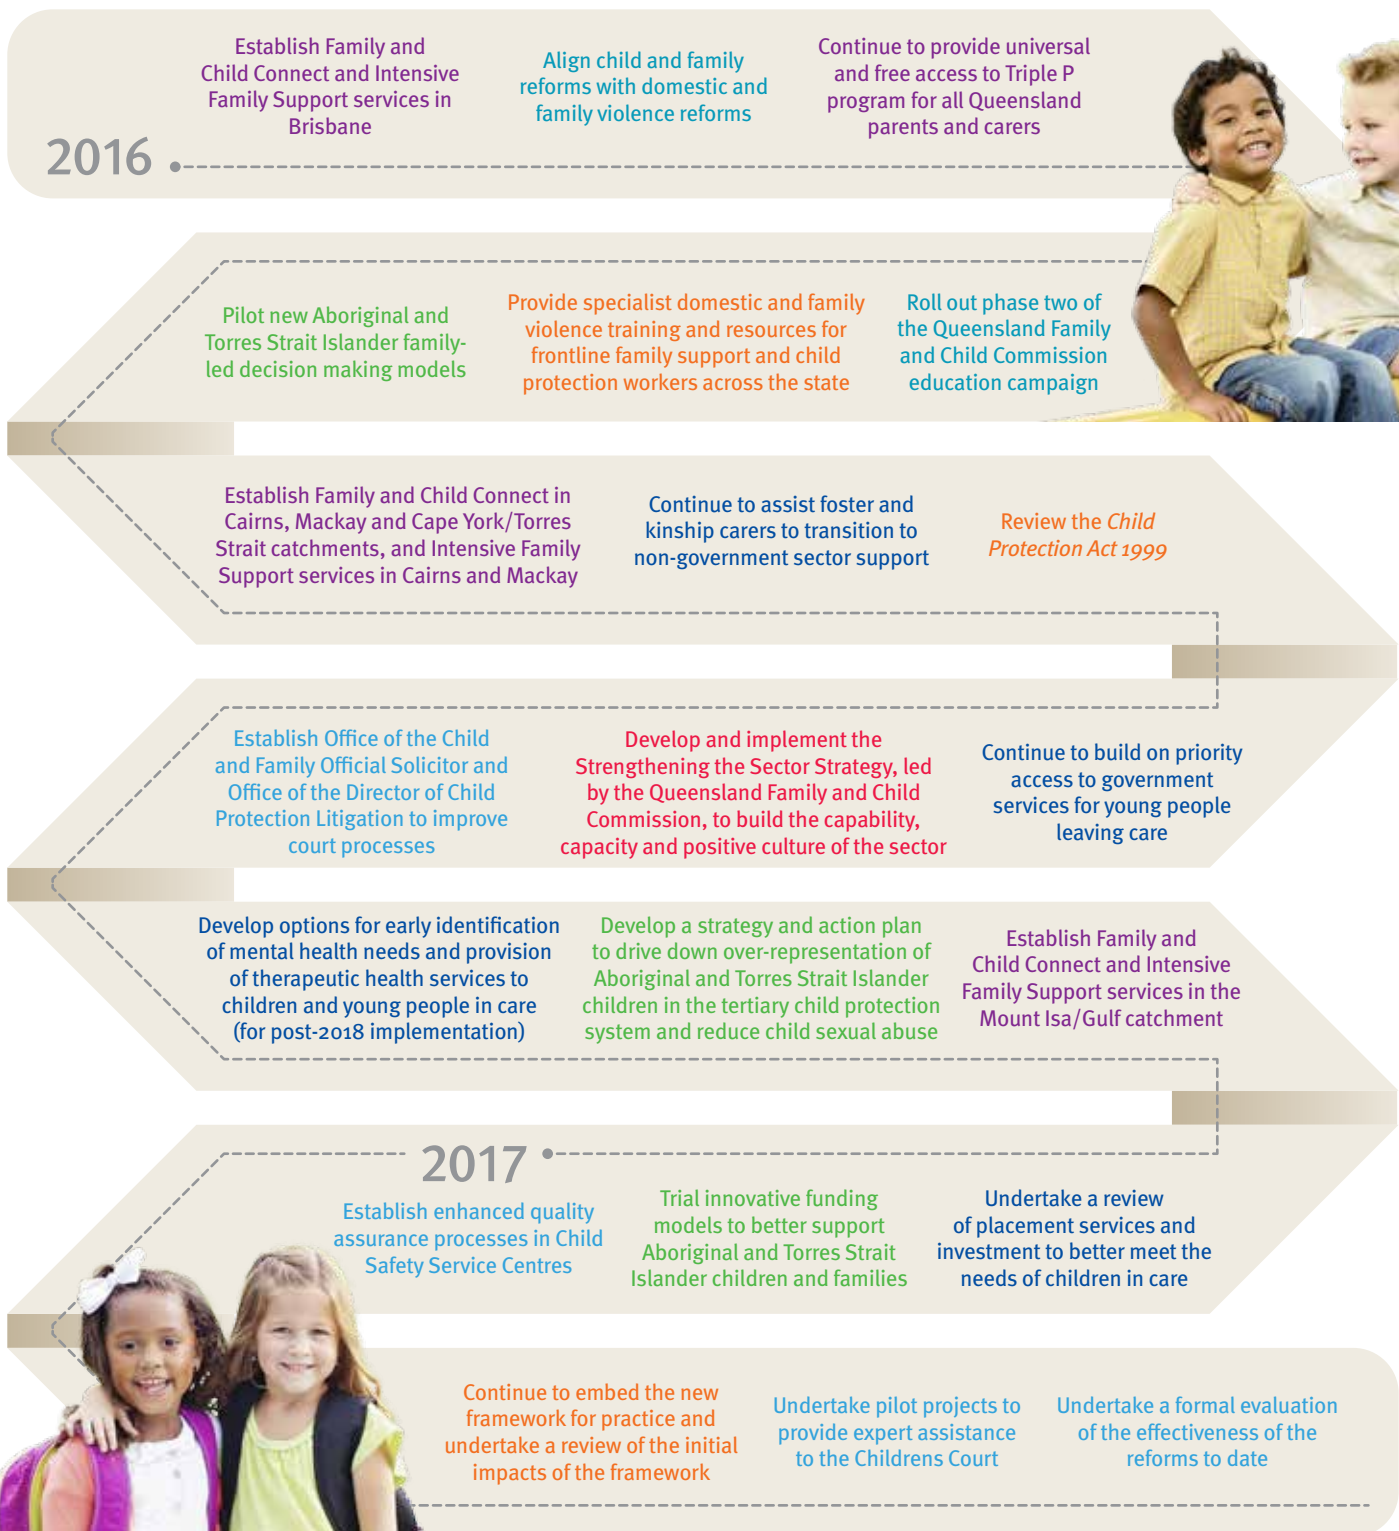 Establish Family and
Child Connect and Intensive
Family Support services in
Brisbane
Align child and family
reforms with domestic and
family violence reforms
Continue to provide universal
and free access to Triple P
program for all Queensland
parents and carers
2016
Pilot new Aboriginal and
Torres Strait Islander family-
led decision making models
Provide specialist domestic and family
violence training and resources for
frontline family support and child
protection workers across the state
Roll out phase two of
the Queensland Family
and Child Commission
education campaign
Establish Family and Child Connect in
Cairns, Mackay and Cape York/Torres
Strait catchments, and Intensive Family
Support services in Cairns and Mackay
Continue to assist foster and
kinship carers to transition to
non-government sector support
Review the Child
Protection Act 1999
Establish Office of the Child
and Family Official Solicitor and
Office of the Director of Child
Protection Litigation to improve
court processes
Develop and implement the
Strengthening the Sector Strategy, led
by the Queensland Family and Child
Commission, to build the capability,
capacity and positive culture of the sector
Continue to build on priority
access to government
services for young people
leaving care
Develop options for early identification
of mental health needs and provision
of therapeutic health services to
children and young people in care
(for post-2018 implementation)
Develop a strategy and action plan
to drive down over-representation of
Aboriginal and Torres Strait Islander
children in the tertiary child protection
system and reduce child sexual abuse
Establish Family and
Child Connect and Intensive
Family Support services in the
Mount Isa/Gulf catchment
2017
Establish enhanced quality
assurance processes in Child
Safety Service Centres
Trial innovative funding
models to better support
Aboriginal and Torres Strait
Islander children and families
Undertake a review
of placement services and
investment to better meet the
needs of children in care
Continue to embed the new
framework for practice and
undertake a review of the initial
impacts of the framework
Undertake pilot projects to
provide expert assistance
to the Childrens Court
Undertake a formal evaluation
of the effectiveness of the
reforms to date